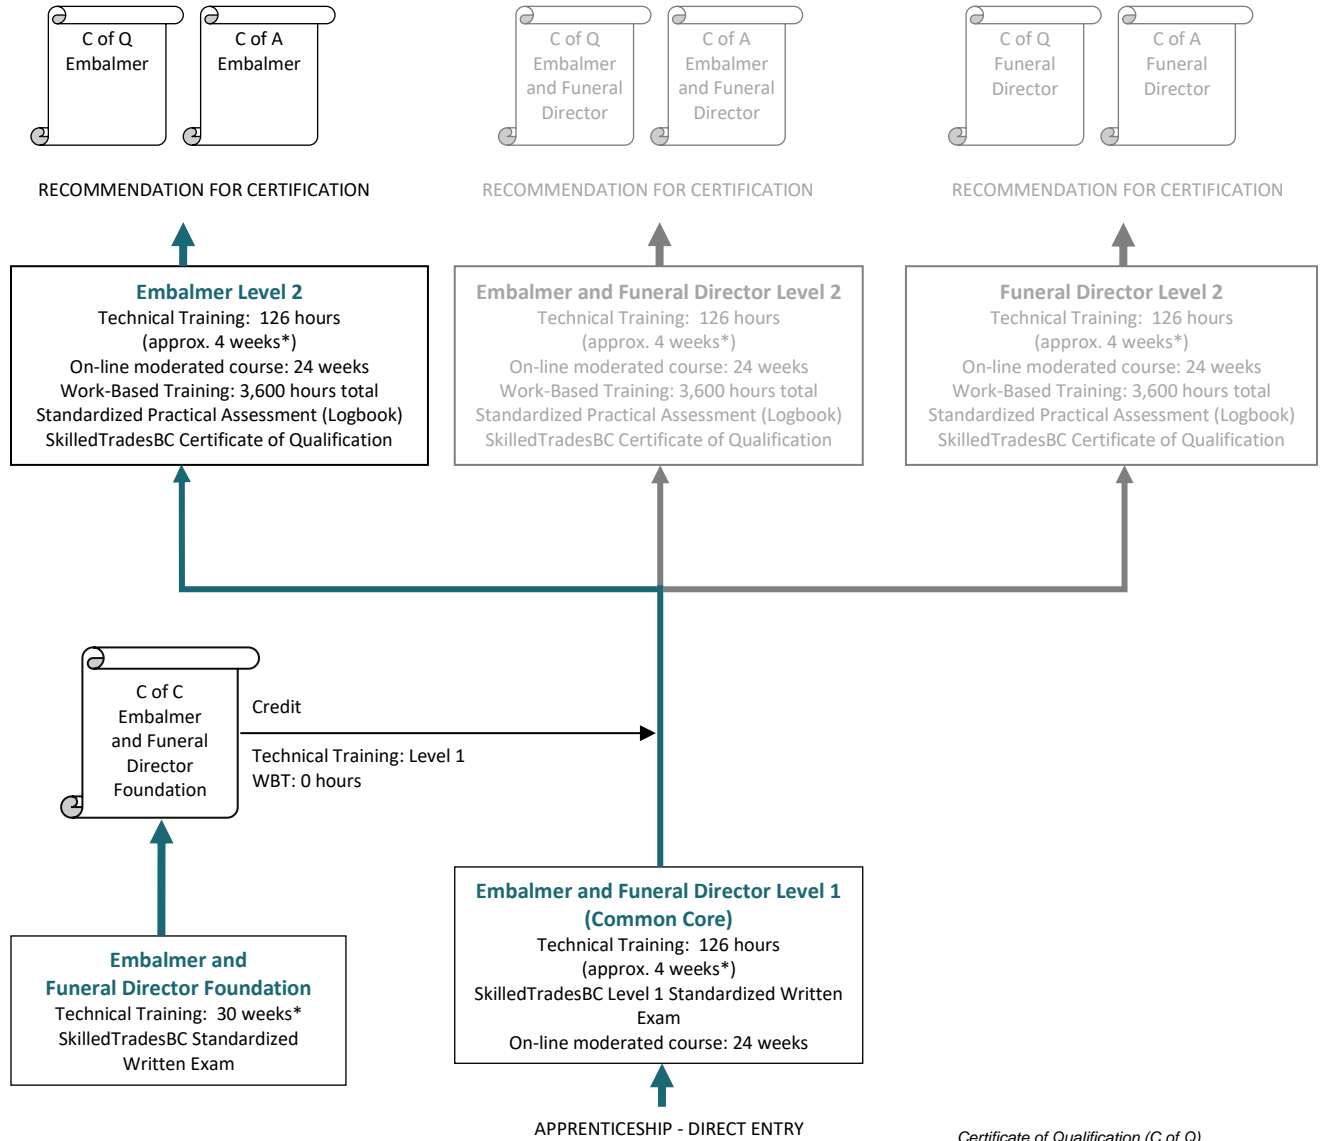 C of Q
Embalmer
C of A
Embalmer
C of Q
Embalmer
and Funeral
Director
C of A
Embalmer
and Funeral
Director
C of Q
Funeral
Director
C of A
Funeral
Director
RECOMMENDATION FOR CERTIFICATION
RECOMMENDATION FOR CERTIFICATION
RECOMMENDATION FOR CERTIFICATION
Embalmer Level 2
Technical Training: 126 hours
(approx. 4 weeks*)
On-line moderated course: 24 weeks
Work-Based Training: 3,600 hours total
Standardized Practical Assessment (Logbook)
SkilledTradesBC Certificate of Qualification
Embalmer and Funeral Director Level 2
Technical Training: 126 hours
(approx. 4 weeks*)
On-line moderated course: 24 weeks
Work-Based Training: 3,600 hours total
Standardized Practical Assessment (Logbook)
SkilledTradesBC Certificate of Qualification
Funeral Director Level 2
Technical Training: 126 hours
(approx. 4 weeks*)
On-line moderated course: 24 weeks
Work-Based Training: 3,600 hours total
Standardized Practical Assessment (Logbook)
SkilledTradesBC Certificate of Qualification
C of C
Embalmer
and Funeral
Director
Foundation
Credit
Technical Training: Level 1
WBT: 0 hours
Embalmer and
Funeral Director Foundation
Technical Training: 30 weeks*
SkilledTradesBC Standardized
Written Exam
Embalmer and Funeral Director Level 1
(Common Core)
Technical Training: 126 hours
(approx. 4 weeks*)
SkilledTradesBC Level 1 Standardized Written
Exam
On-line moderated course: 24 weeks
APPRENTICESHIP - DIRECT ENTRY
Certificate of Qualification (C of Q)